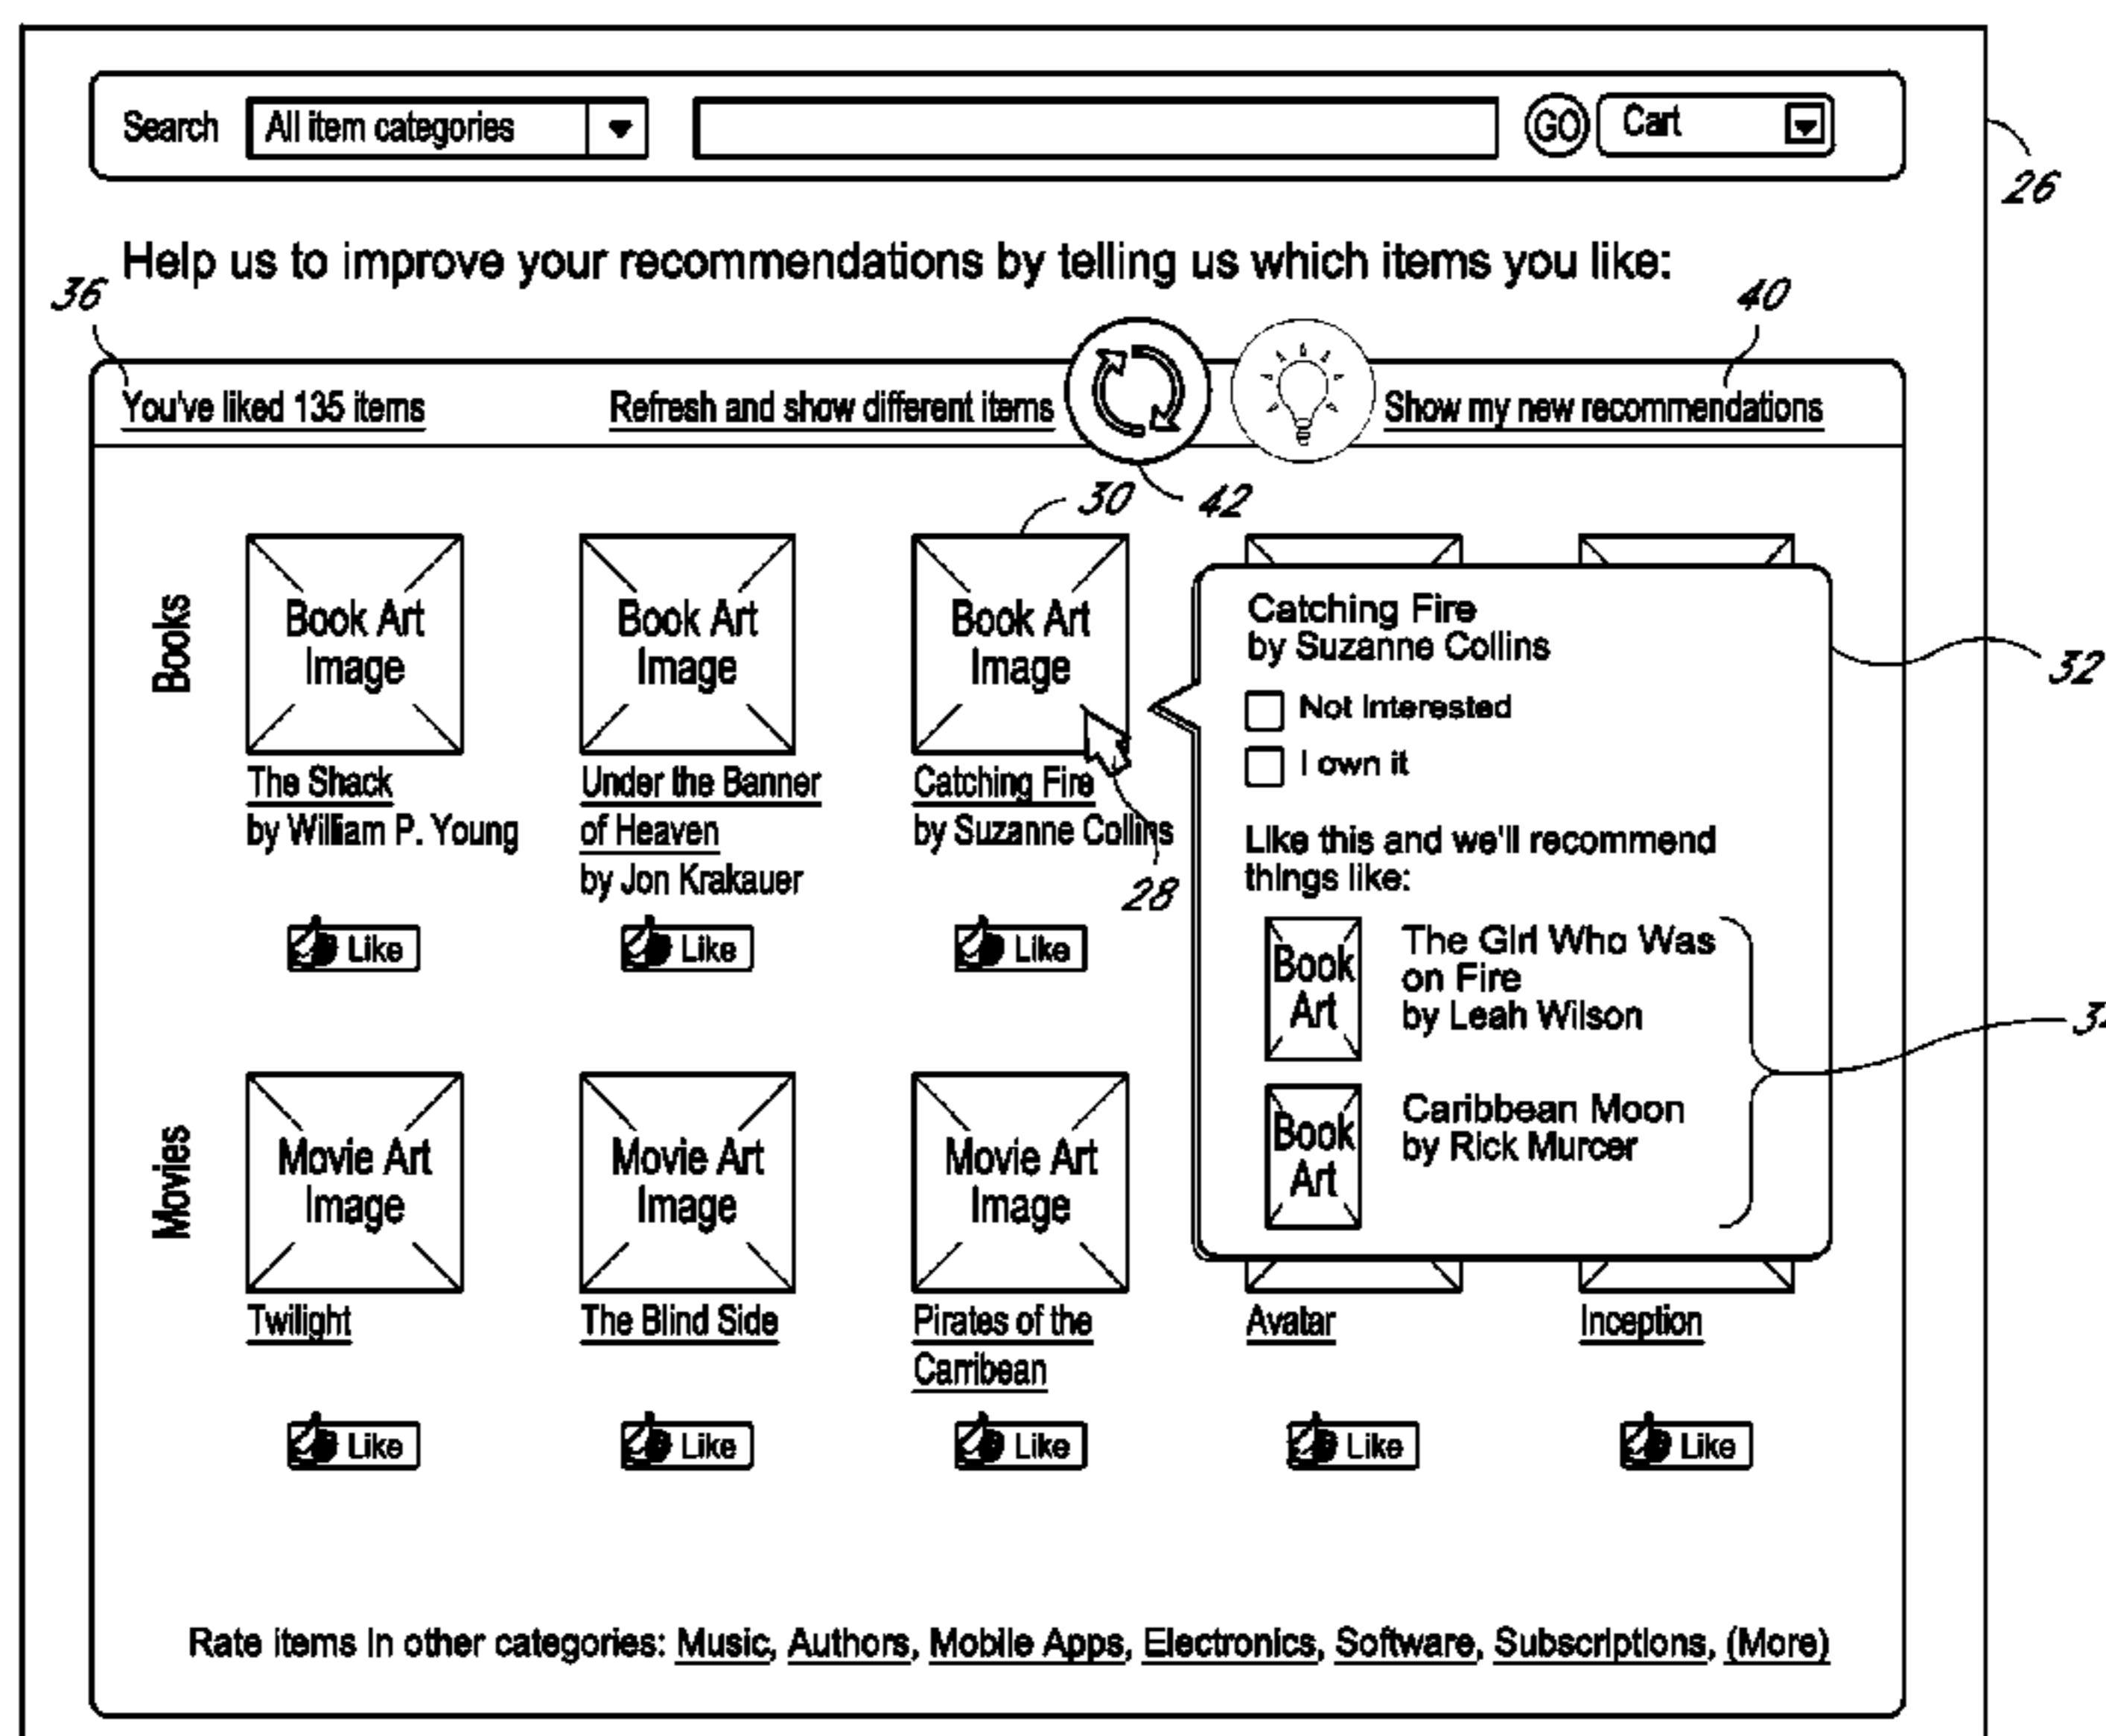 Search All item categories GO Cart
26
Help us to improve your recommendations by telling us which items you like:
36
40
You've liked 135 items Refresh and show different items Show my new recommendations
30 42
Books
Book Art
Image
Book Art
Image
Book Art
Image
The Shack
by William P. Young
Under the Banner
of Heaven
by Jon Krakauer
Catching Fire
by Suzanne Collins
28
Like Like Like
Catching Fire
by Suzanne Collins
32
Not Interested
I own it
Like this and we'll recommend
things like:
Book
Art
The Girl Who Was
on Fire
by Leah Wilson
Book
Art
Caribbean Moon
by Rick Murcer
Movies
Movie Art
Image
Movie Art
Image
Movie Art
Image
Twilight
The Blind Side
Pirates of the
Carribean
Avatar
Inception
Like Like Like Like Like
Rate items in other categories: Music, Authors, Mobile Apps, Electronics, Software, Subscriptions, (More)